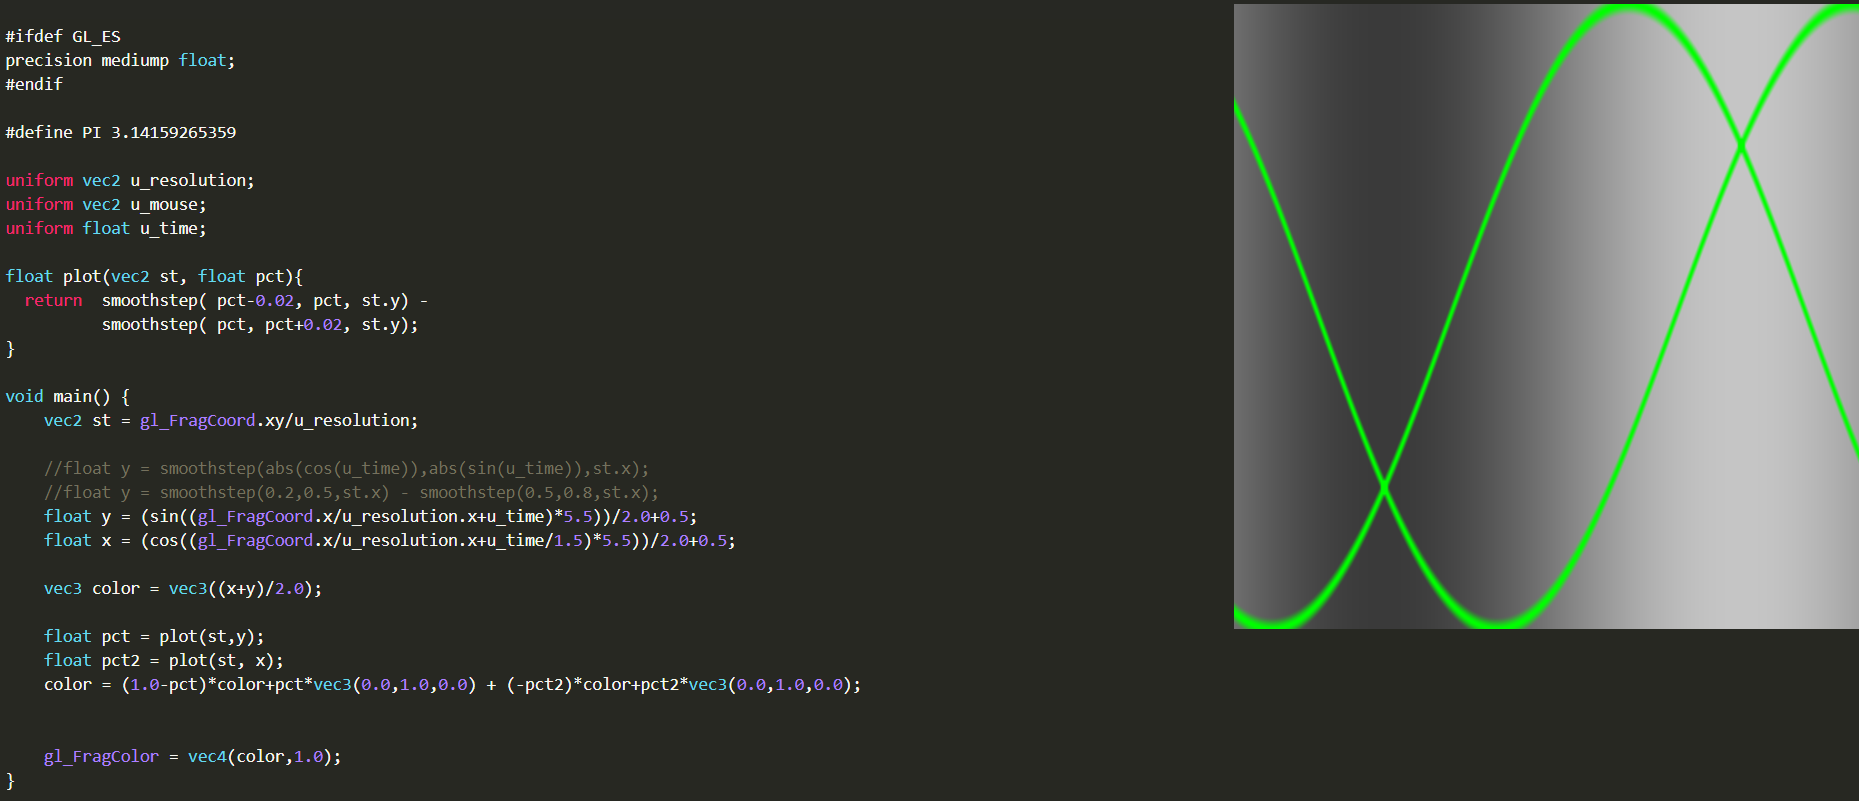 #ifdef GL_ES
precision mediump float;
#endif
#define PI 3.14159265359
uniform vec2 u_resolution;
uniform vec2 u_mouse;
uniform float u_time;
float plot(vec2 st, float pct){
  return  smoothstep( pct-0.02, pct, st.y) -
          smoothstep( pct, pct+0.02, st.y);
}
void main() {
    vec2 st = gl_FragCoord.xy/u_resolution;
    //float y = smoothstep(abs(cos(u_time)),abs(sin(u_time)),st.x);
    //float y = smoothstep(0.2,0.5,st.x) - smoothstep(0.5,0.8,st.x);
    float y = (sin((gl_FragCoord.x/u_resolution.x+u_time)*5.5))/2.0+0.5;
    float x = (cos((gl_FragCoord.x/u_resolution.x+u_time/1.5)*5.5))/2.0+0.5;
    vec3 color = vec3((x+y)/2.0);
    float pct = plot(st,y);
    float pct2 = plot(st, x);
    color = (1.0-pct)*color+pct*vec3(0.0,1.0,0.0) + (-pct2)*color+pct2*vec3(0.0,1.0,0.0);
    gl_FragColor = vec4(color,1.0);
}